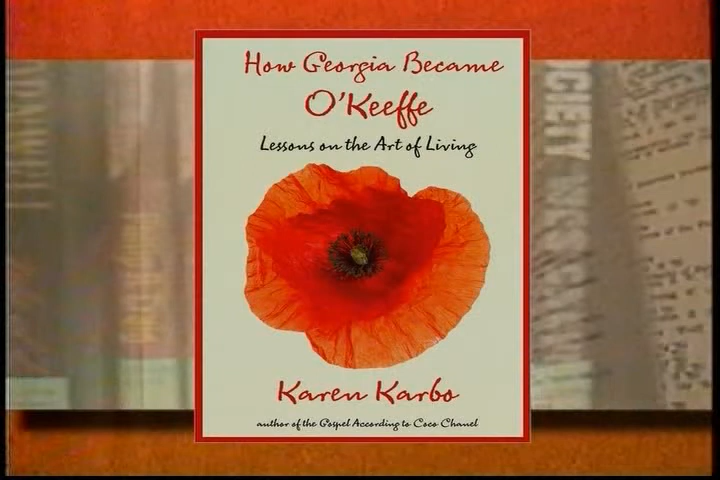 How Georgia Became
O'Keeffe
Lessons on the Art of Living
Karen Karbo
author of the Gospel According to Coco Chanel